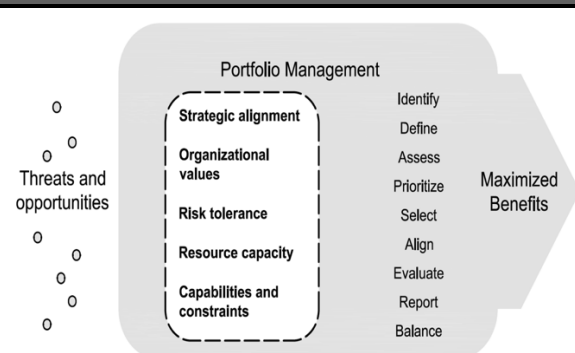 Portfolio Management
Threats and
opportunities
Strategic alignment
Organizational
values
Risk tolerance
Resource capacity
Capabilities and
constraints
Identify
Define
Assess
Prioritize
Select
Align
Evaluate
Report
Balance
Maximized
Benefits